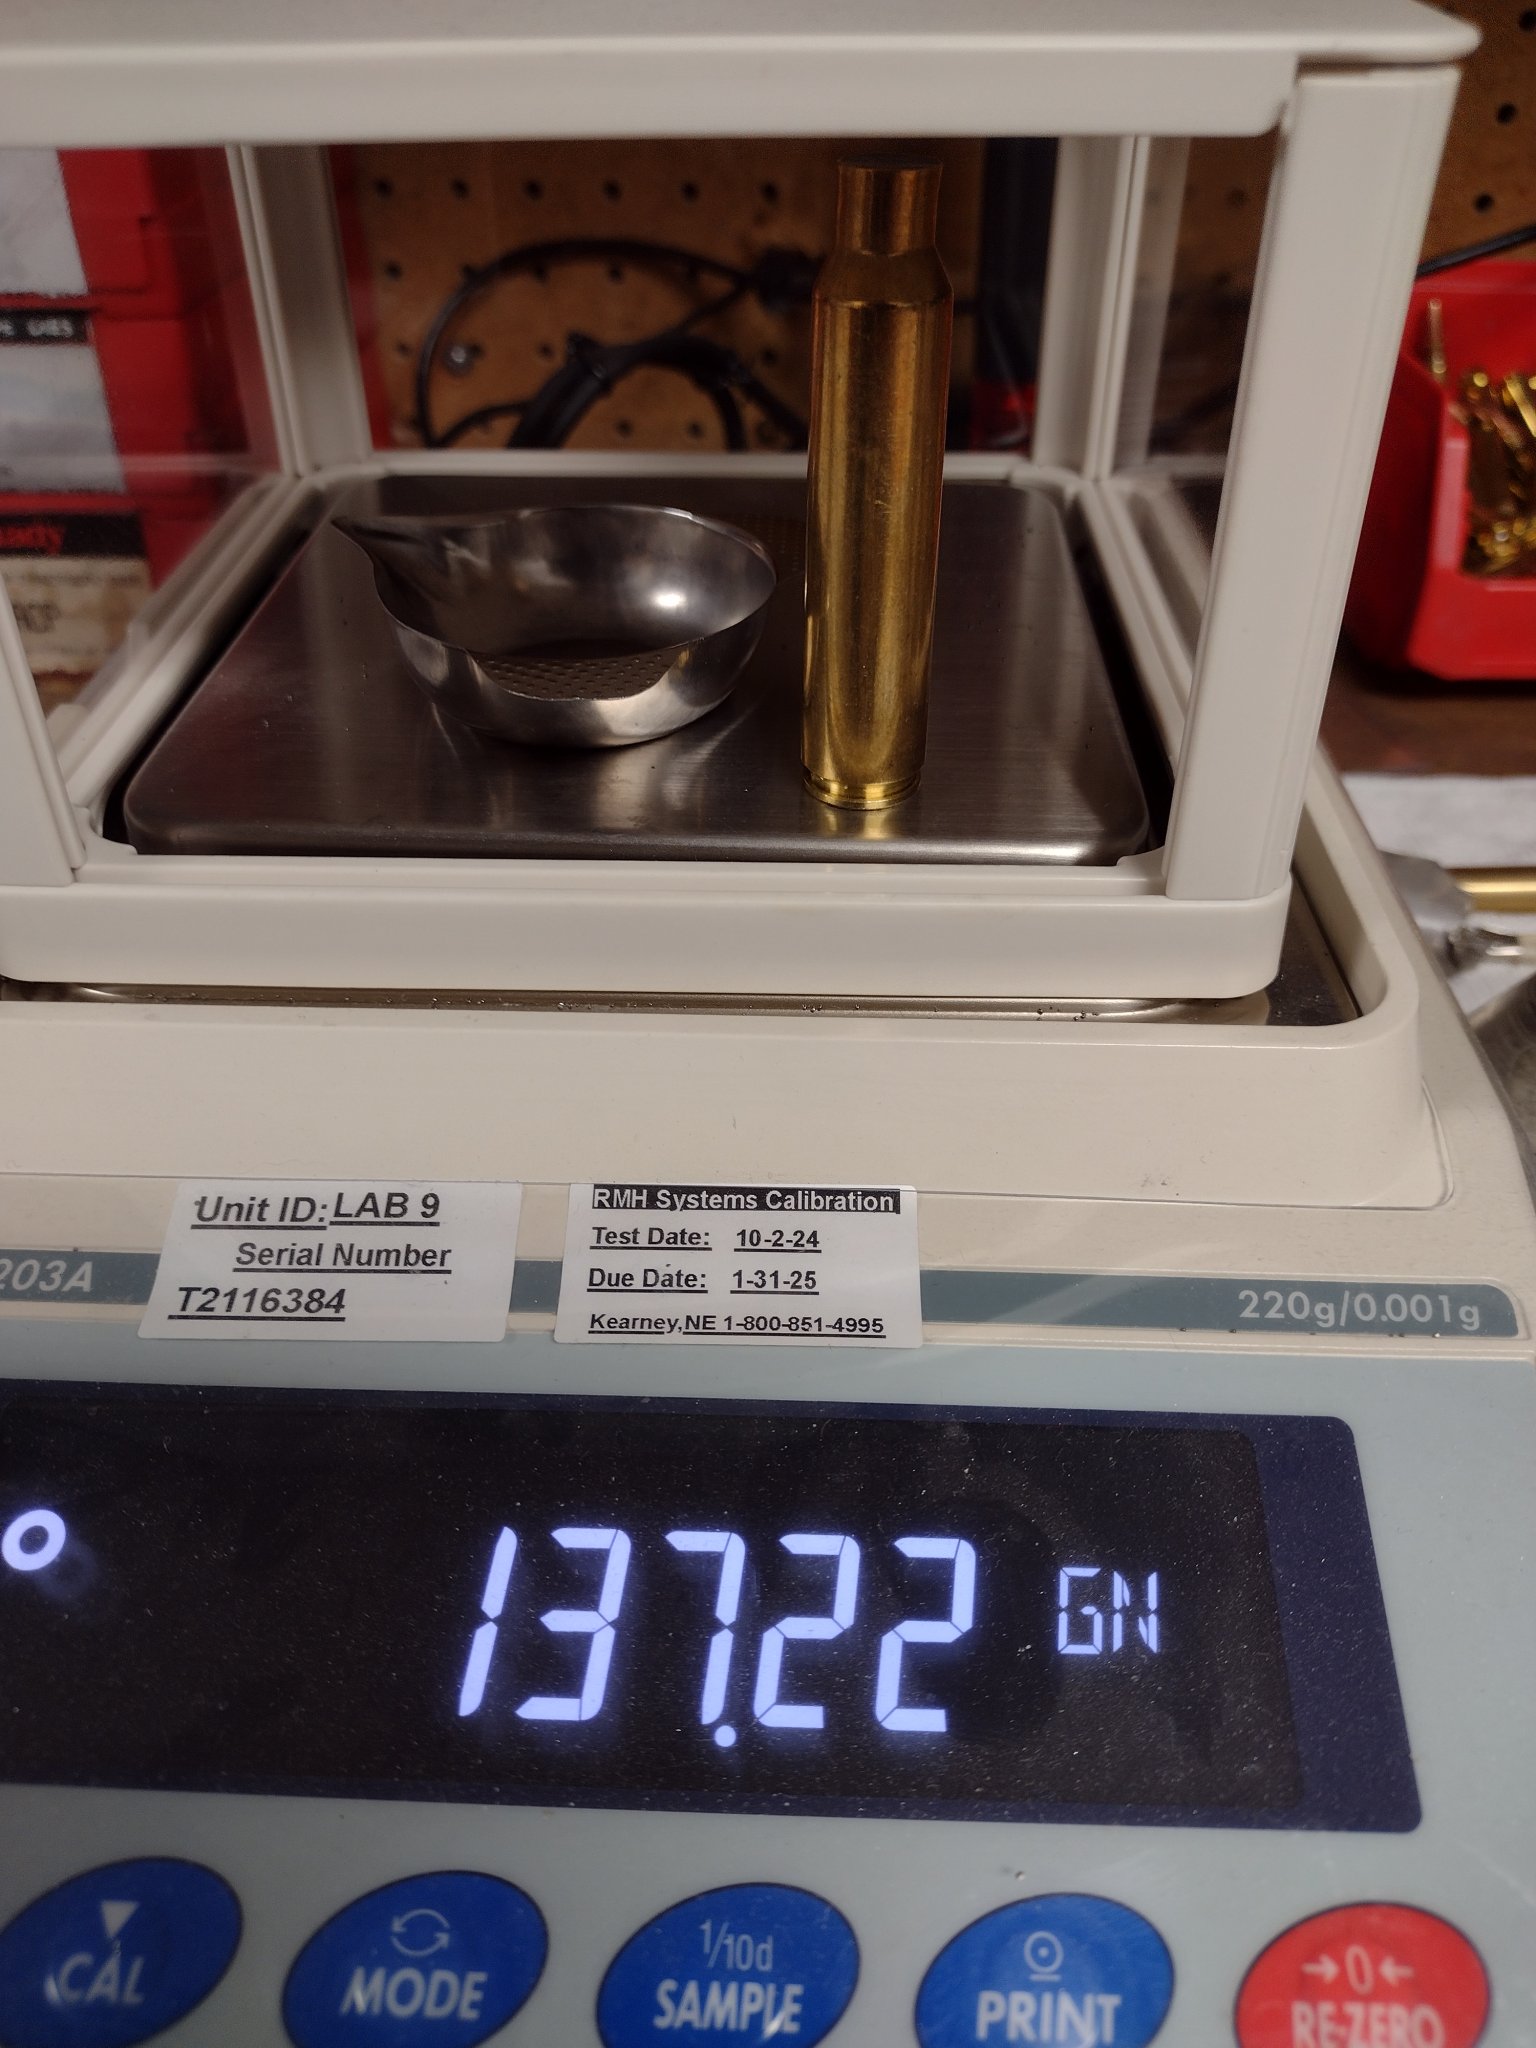 DIES
Unit ID: LAB 9
Serial Number
T2116384
RMH Systems Calibration
Test Date: 10-2-24
Due Date: 1-31-25
Kearney,NE 1-800-851-4995
203A
220g/0.001g
137.22 GN
CAL
MODE
1/10d
SAMPLE
PRINT
→0←
RE-ZERO